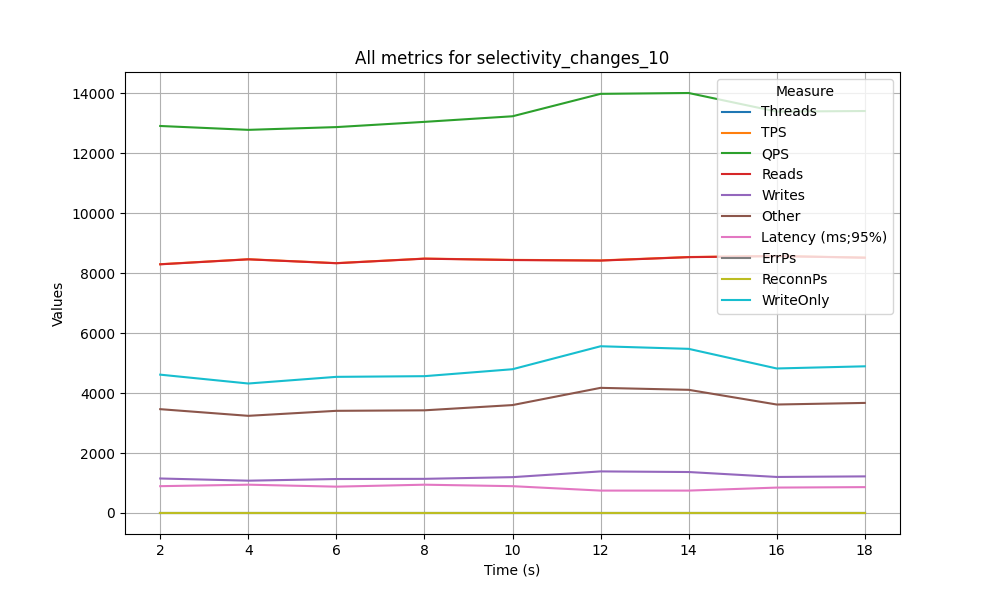 All metrics for selectivity_changes_10
Values
14000
12000
10000
8000
6000
4000
2000
0
Measure
Threads
TPS
QPS
Reads
Writes
Other
Latency (ms;95%)
ErrPs
ReconnPs
WriteOnly
2 4 6 8 10 12 14 16 18
Time (s)